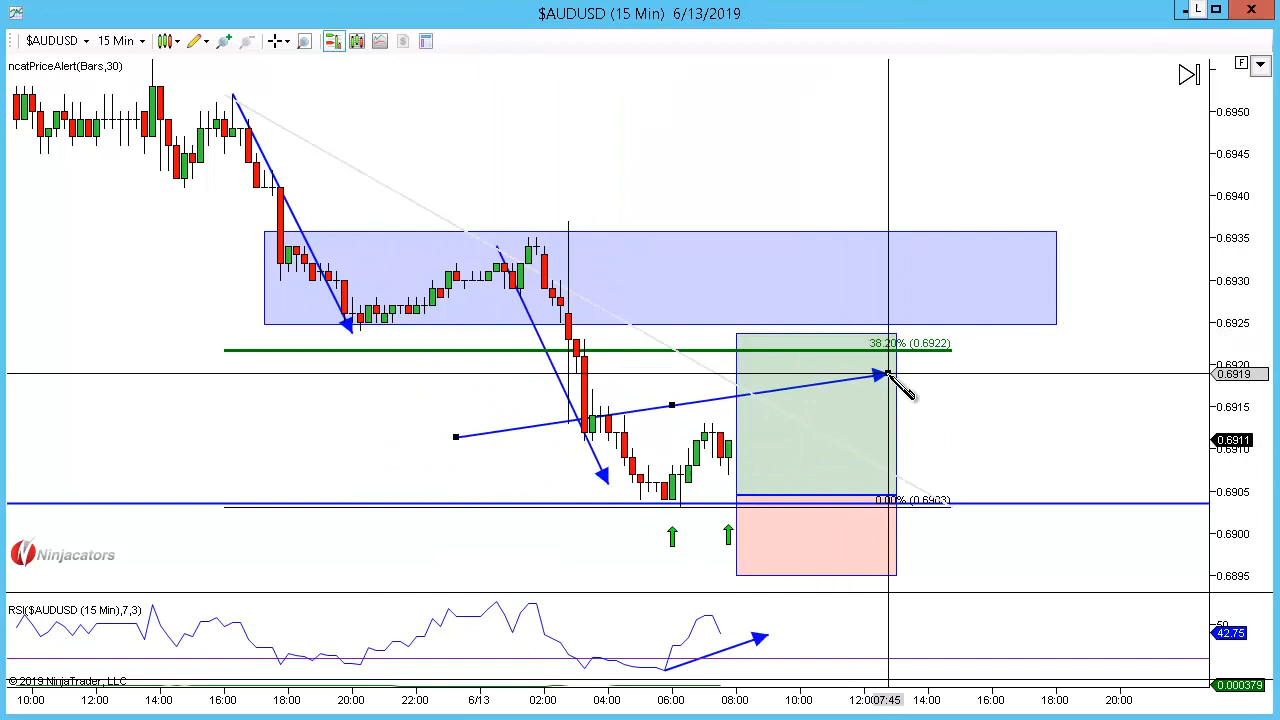 $AUDUSD (15 Min) 6/13/2019
L
$AUDUSD 15 Min
ncatPriceAlert(Bars,30)
F
0.6950
0.6945
0.6940
0.6935
0.6930
0.6925
38.20% (0.6922)
0.6920
0.6919
0.6915
0.6911
0.6910
0.6905
0.00% (0.6903)
0.6900
0.6895
Ninjacators
RSI($AUDUSD (15 Min),7,3)
50
42.75
© 2019 NinjaTrader, LLC
0.000379
10:00 12:00 14:00 16:00 18:00 20:00 22:00 6/13 02:00 04:00 06:00 08:00 10:00 12:00 07:45 14:00 16:00 18:00 20:00